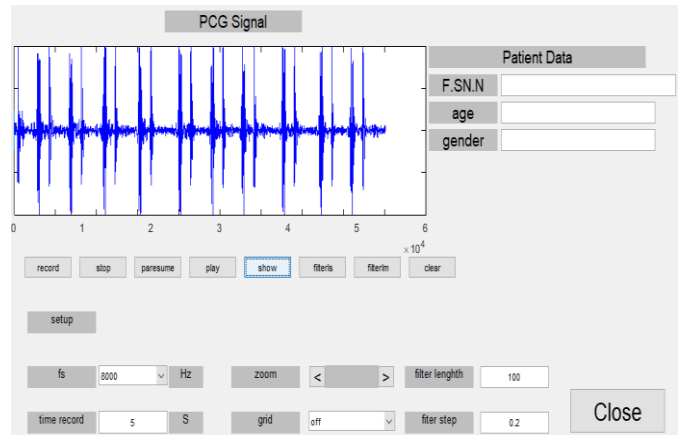 PCG Signal
Patient Data
F.SN.N
age
gender
0 1 2 3 4 5 6
×10⁴
record stop paresume play show filterls filterlm clear
setup
fs 8000 Hz zoom < > filter lenghth 100
time record 5 S grid off fiter step 0.2
Close